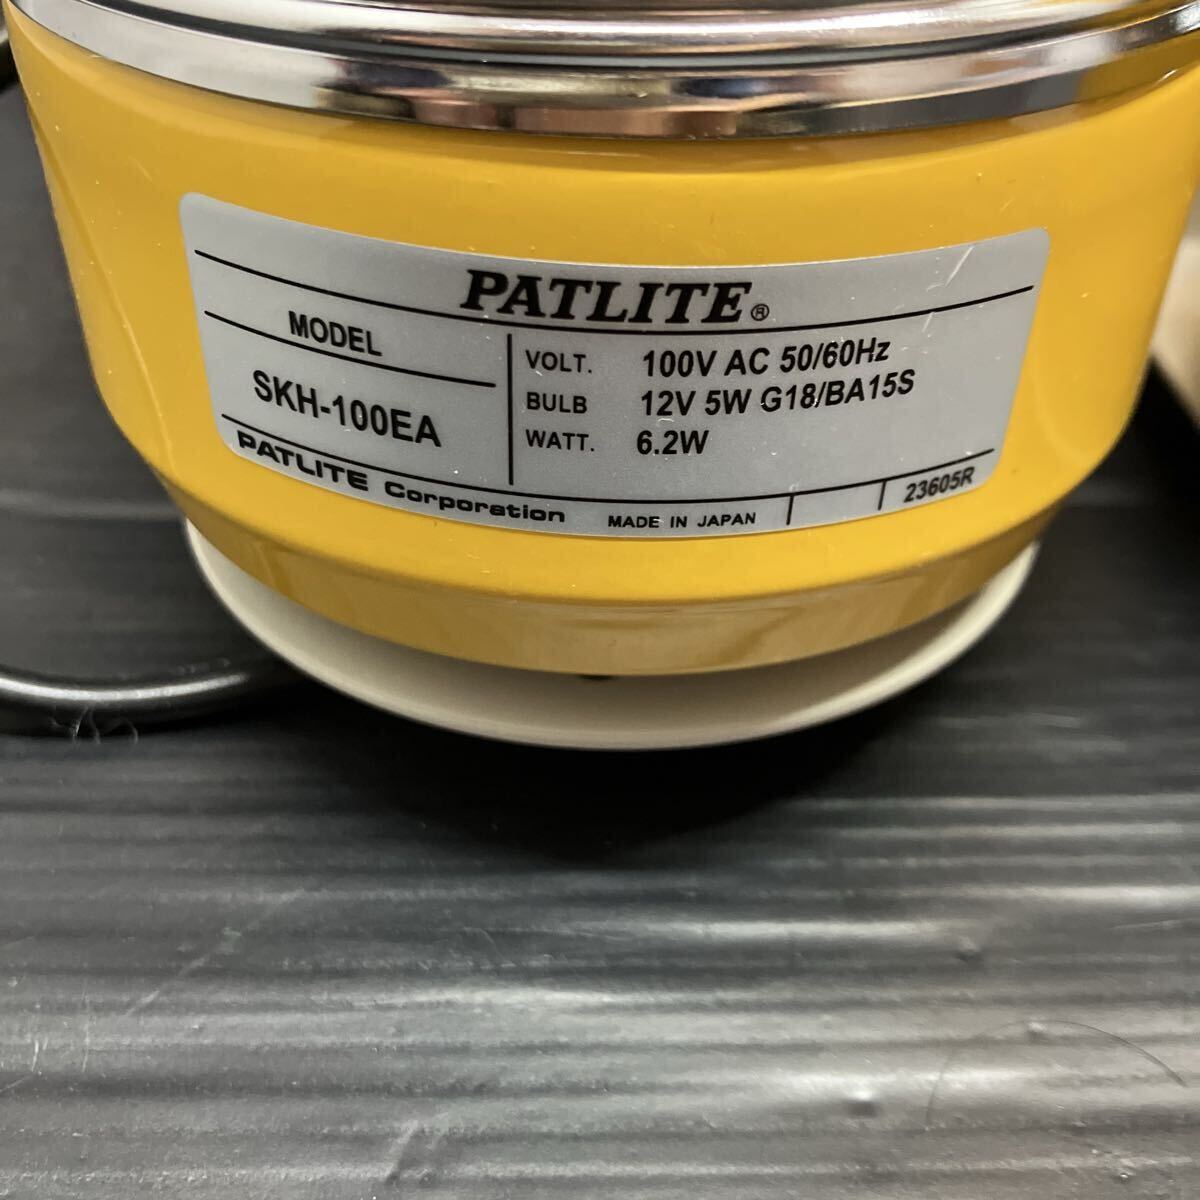 PATLITE®
MODEL
SKH-100EA
VOLT. 100V AC 50/60Hz
BULB 12V 5W G18/BA15S
WATT. 6.2W
PATLITE Corporation MADE IN JAPAN 23605R